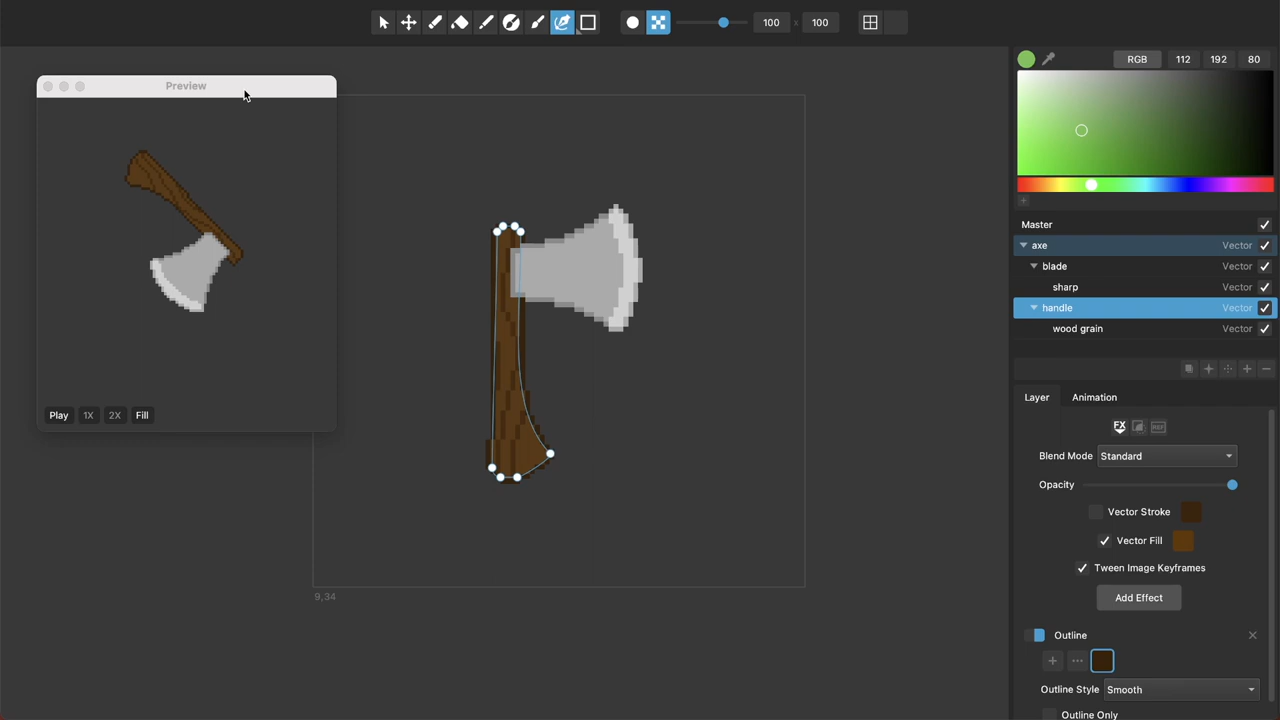 100 x 100
Preview
RGB 112 192 80
Master
axe Vector
blade Vector
sharp Vector
handle Vector
wood grain Vector
Layer Animation
FX REF
Blend Mode Standard
Opacity
Vector Stroke
Vector Fill
Tween Image Keyframes
Add Effect
Outline
Outline Style Smooth
Outline Only
Play 1X 2X Fill
9,34